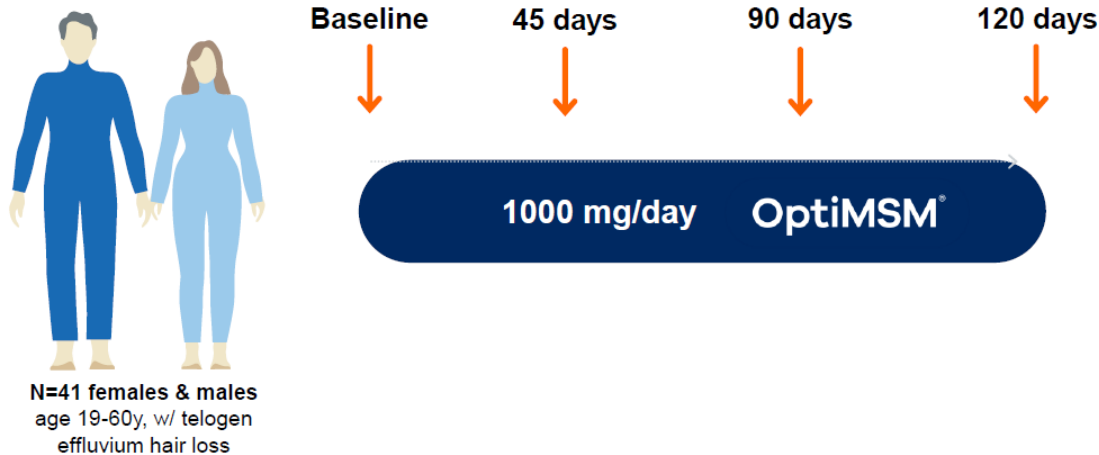 Baseline
45 days
90 days
120 days
1000 mg/day
OptiMSM®
N=41 females & males
age 19-60y, w/ telogen
effluvium hair loss